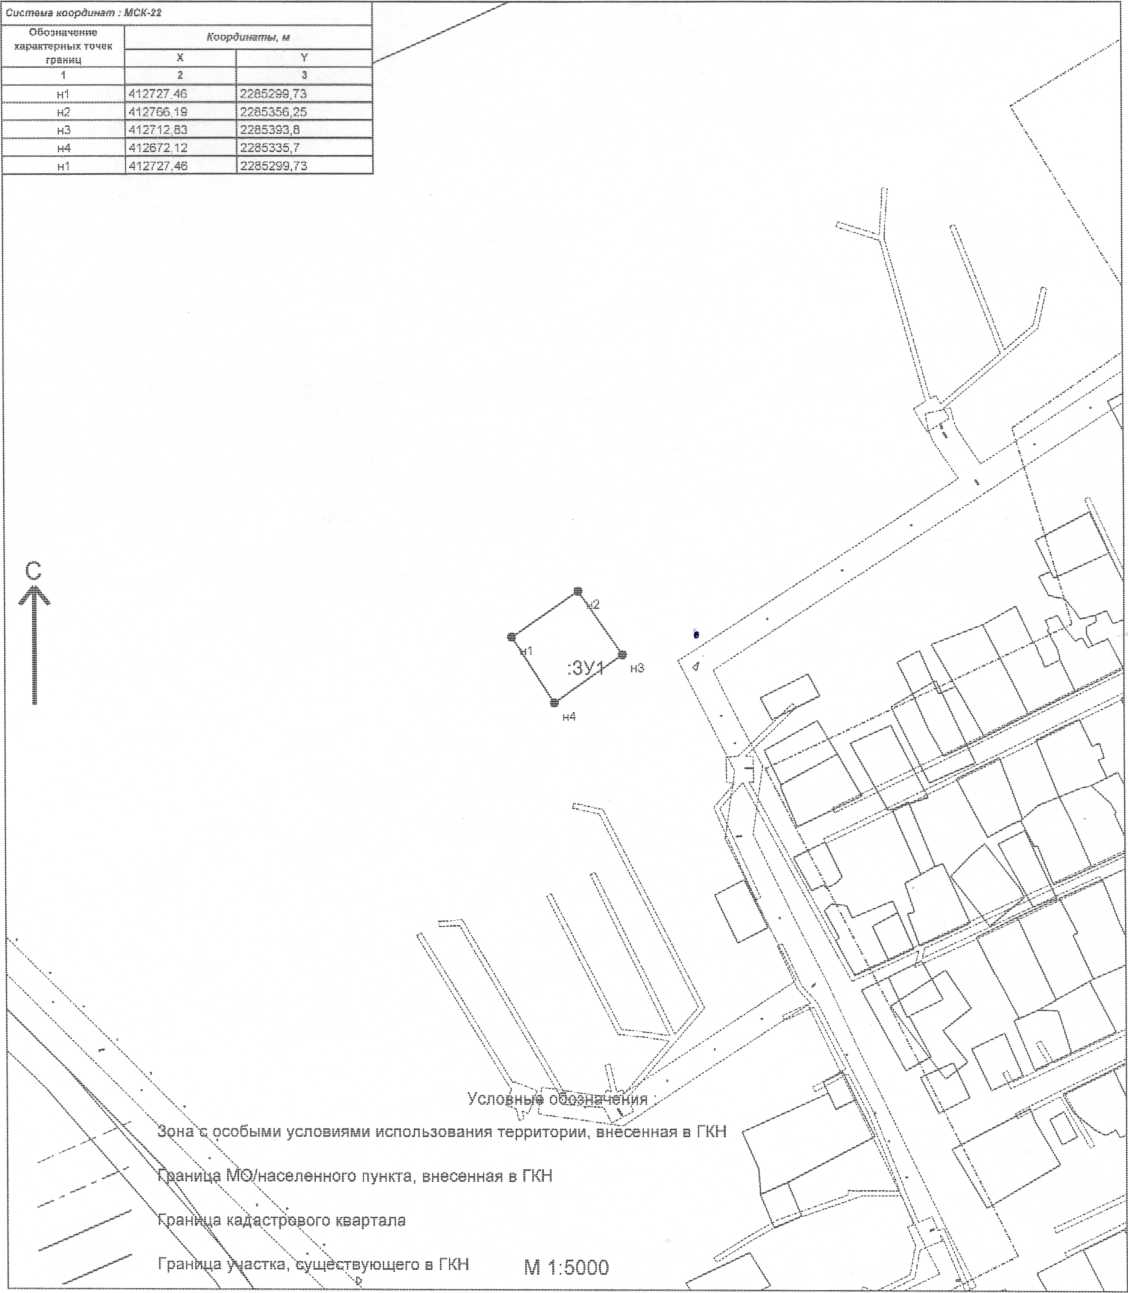 Система координат : МСК-22
Обозначение характерных точек границ
Координаты, м
X Y
1 2 3
н1 412727,46 2285299,73
н2 412766,19 2285356,25
н3 412712,83 2285393,8
н4 412672,12 2285335,7
н1 412727,46 2285299,73
С
н2
н1
:ЗУ1 н3
н4
Условные обозначения :
Зона с особыми условиями использования территории, внесенная в ГКН
Граница МО/населенного пункта, внесенная в ГКН
Граница кадастрового квартала
Граница участка, существующего в ГКН
М 1:5000